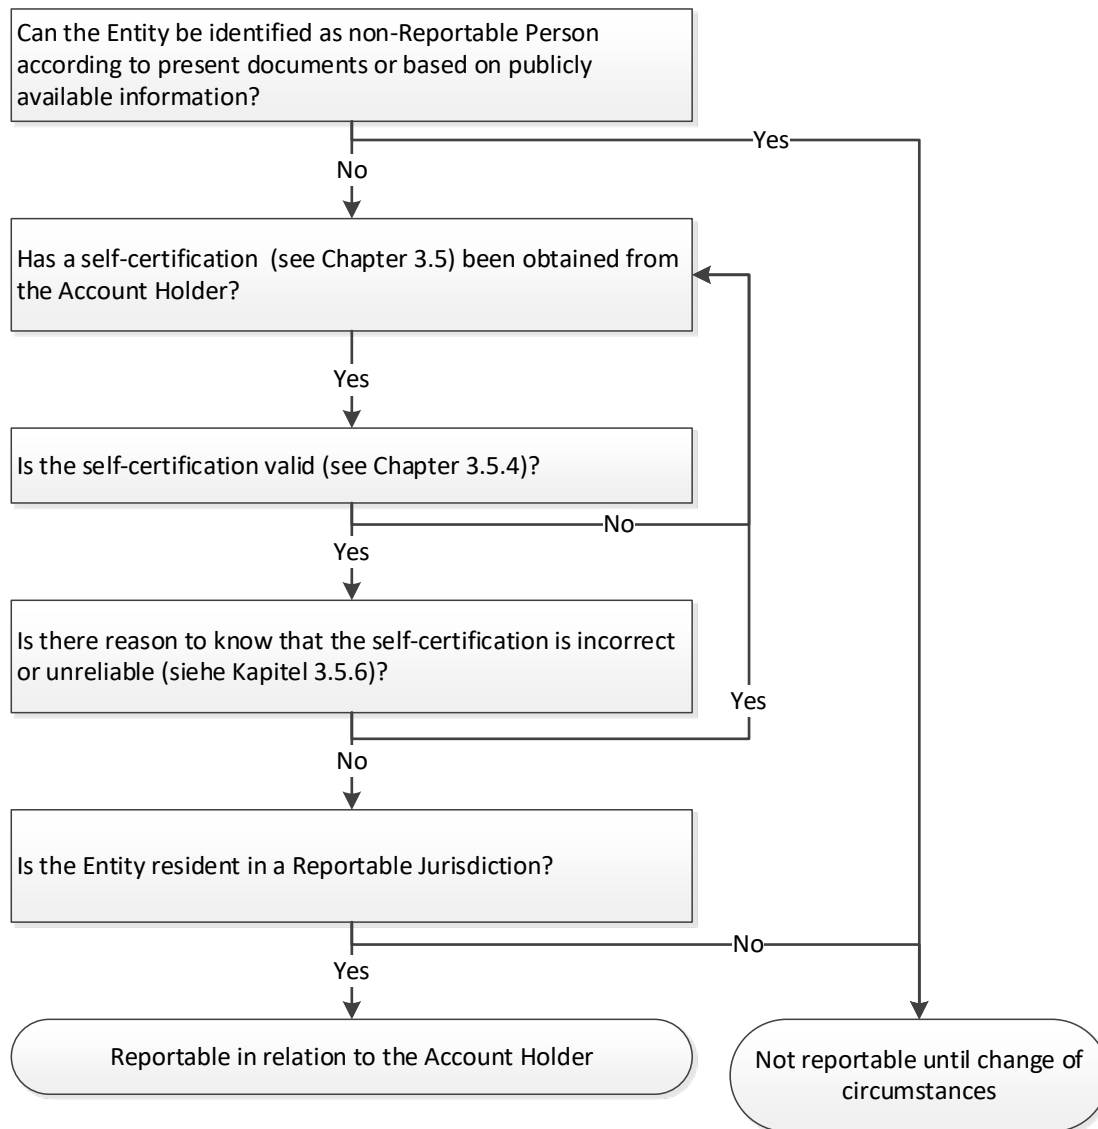 Can the Entity be identified as non-Reportable Person
according to present documents or based on publicly
available information?
Yes
No
Has a self-certification  (see Chapter 3.5) been obtained from
the Account Holder?
Yes
Is the self-certification valid (see Chapter 3.5.4)?
No
Yes
Is there reason to know that the self-certification is incorrect
or unreliable (siehe Kapitel 3.5.6)?
Yes
No
Is the Entity resident in a Reportable Jurisdiction?
No
Yes
Reportable in relation to the Account Holder
Not reportable until change of
circumstances